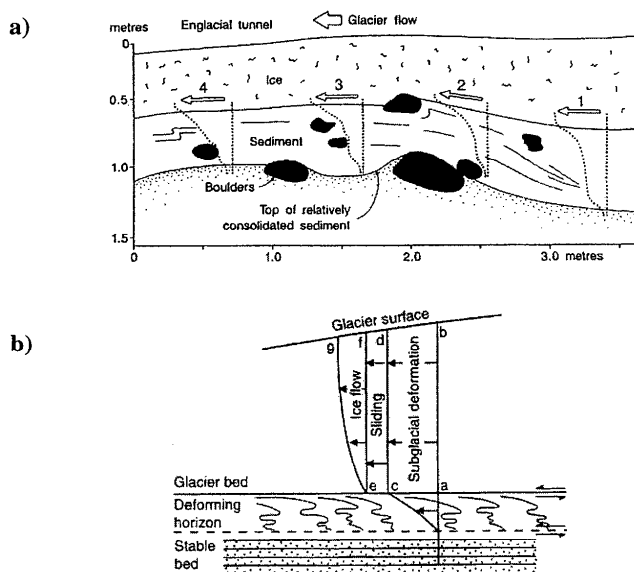 a)
metres
Englacial tunnel
Glacier flow
0
0.5
1.0
1.5
Ice
4
3
2
1
Sediment
Boulders
Top of relatively
consolidated sediment
0.0
1.0
2.0
3.0 metres
b)
Glacier surface
g
f
d
b
Ice flow
Sliding
Subglacial deformation
Glacier bed
e
c
a
Deforming
horizon
Stable
bed